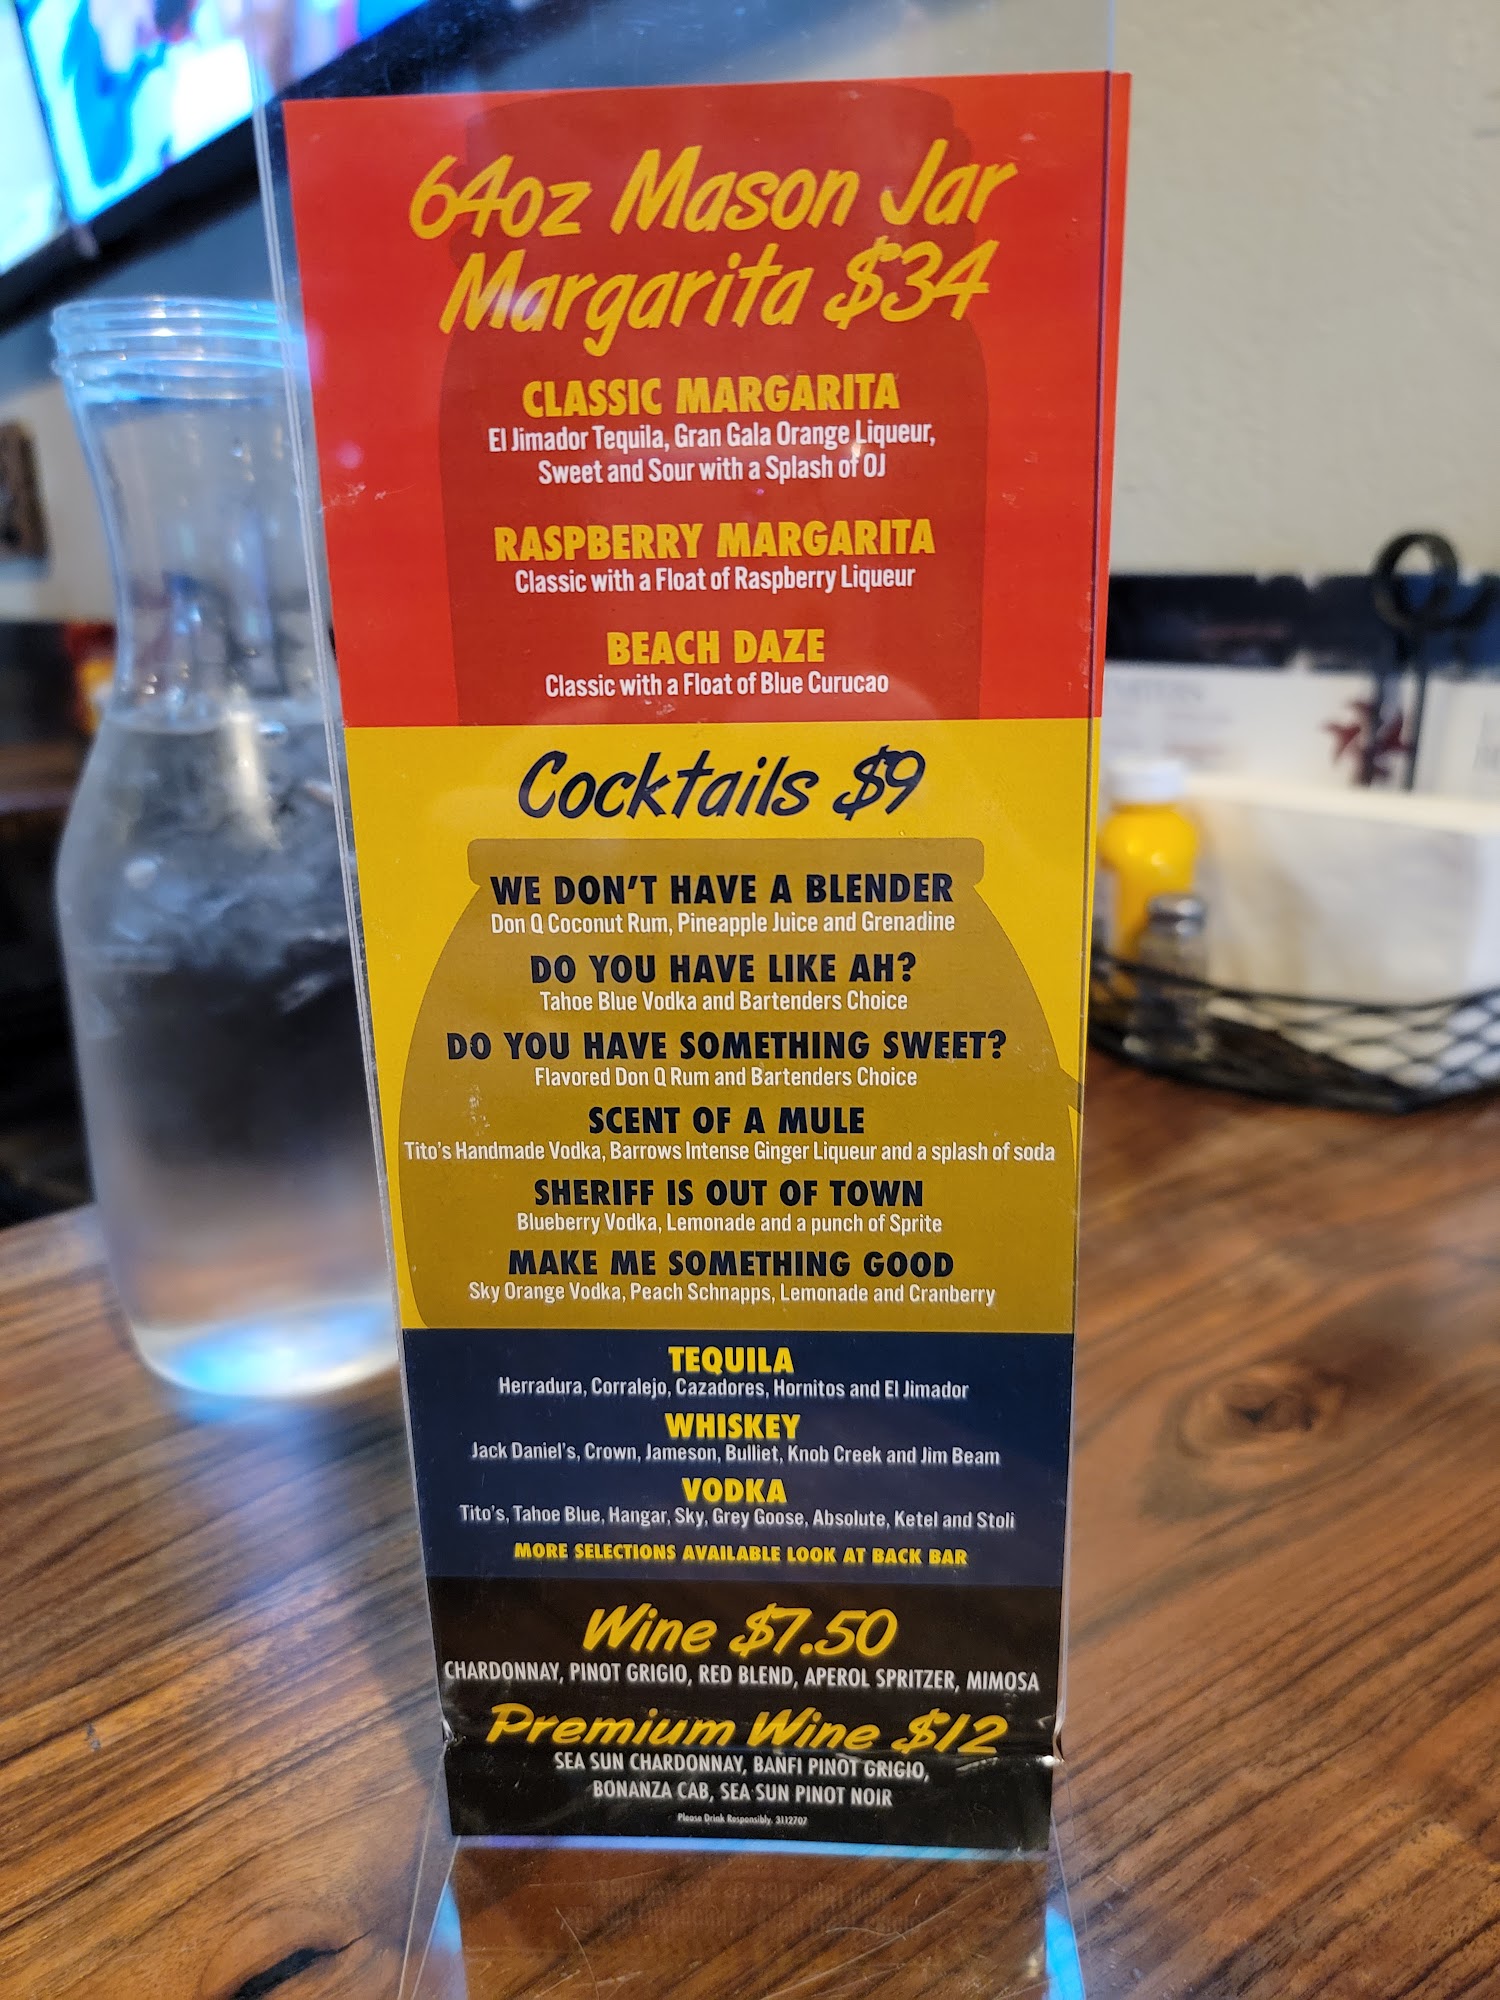 64oz Mason Jar
Margarita $34
CLASSIC MARGARITA
El Jimador Tequila, Gran Gala Orange Liqueur,
Sweet and Sour with a Splash of OJ
RASPBERRY MARGARITA
Classic with a Float of Raspberry Liqueur
BEACH DAZE
Classic with a Float of Blue Curucao
Cocktails $9
WE DON'T HAVE A BLENDER
Don Q Coconut Rum, Pineapple Juice and Grenadine
DO YOU HAVE LIKE AH?
Tahoe Blue Vodka and Bartenders Choice
DO YOU HAVE SOMETHING SWEET?
Flavored Don Q Rum and Bartenders Choice
SCENT OF A MULE
Tito's Handmade Vodka, Barrows Intense Ginger Liqueur and a splash of soda
SHERIFF IS OUT OF TOWN
Blueberry Vodka, Lemonade and a punch of Sprite
MAKE ME SOMETHING GOOD
Sky Orange Vodka, Peach Schnapps, Lemonade and Cranberry
TEQUILA
Herradura, Corralejo, Cazadores, Hornitos and El Jimador
WHISKEY
Jack Daniel's, Crown, Jameson, Bulliet, Knob Creek and Jim Beam
VODKA
Tito's, Tahoe Blue, Hangar, Sky, Grey Goose, Absolute, Ketel and Stoli
MORE SELECTIONS AVAILABLE LOOK AT BACK BAR
Wine $7.50
CHARDONNAY, PINOT GRIGIO, RED BLEND, APEROL SPRITZER, MIMOSA
Premium Wine $12
SEA SUN CHARDONNAY, BANFI PINOT GRIGIO,
BONANZA CAB, SEA SUN PINOT NOIR
Please Drink Responsibly. 3112707